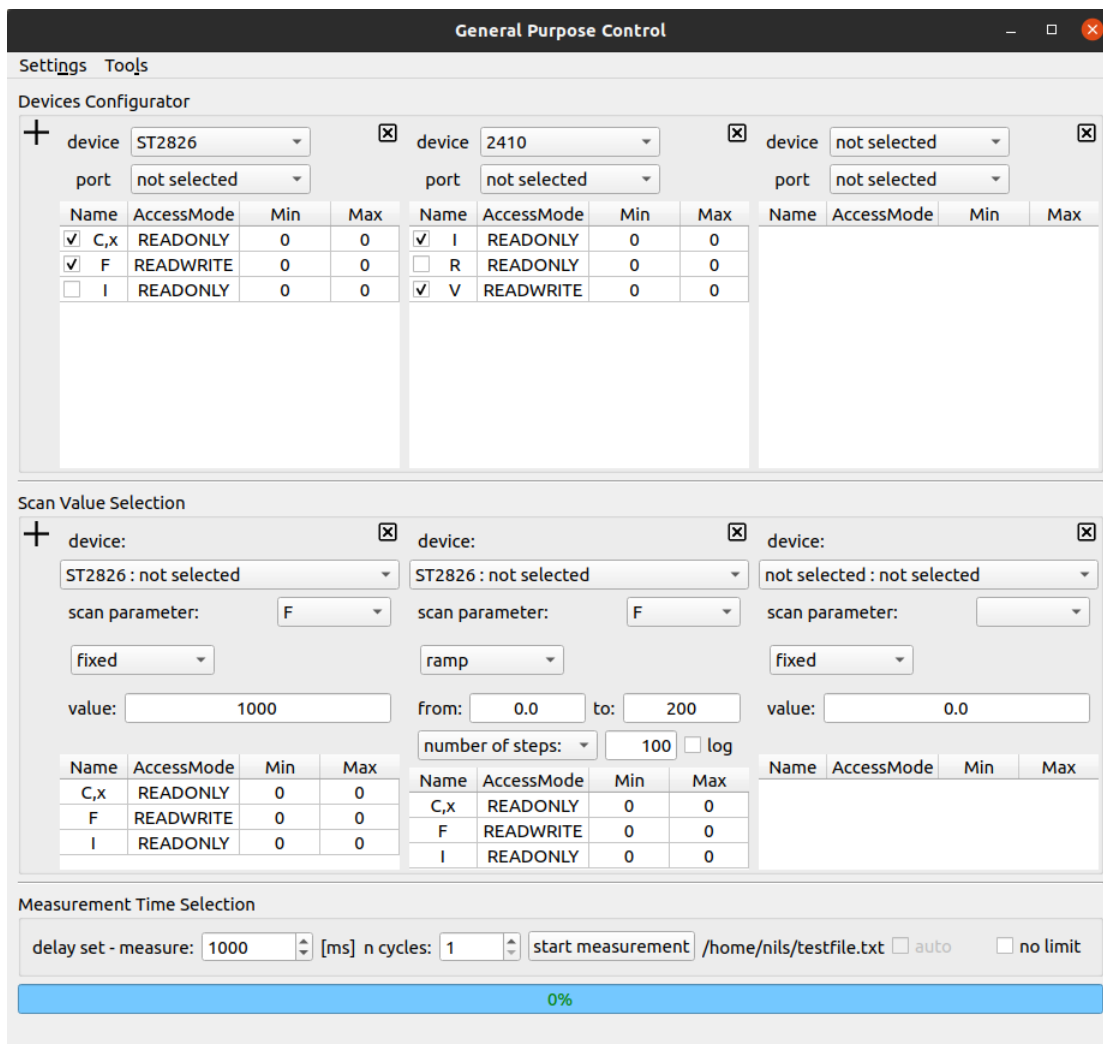 General Purpose Control
Settings Tools
Devices Configurator
device ST2826 device 2410 device not selected
port not selected port not selected port not selected
Name AccessMode Min Max Name AccessMode Min Max Name AccessMode Min Max
C,x READONLY 0 0 I READONLY 0 0
F READWRITE 0 0 R READONLY 0 0
I READONLY 0 0 V READWRITE 0 0
Scan Value Selection
device: device: device:
ST2826 : not selected ST2826 : not selected not selected : not selected
scan parameter: F scan parameter: F scan parameter:
fixed ramp fixed
value: 1000 from: 0.0 to: 200 value: 0.0
number of steps: 100 log
Name AccessMode Min Max Name AccessMode Min Max Name AccessMode Min Max
C,x READONLY 0 0 C,x READONLY 0 0
F READWRITE 0 0 F READWRITE 0 0
I READONLY 0 0 I READONLY 0 0
Measurement Time Selection
delay set - measure: 1000 [ms] n cycles: 1 start measurement /home/nils/testfile.txt auto no limit
0%